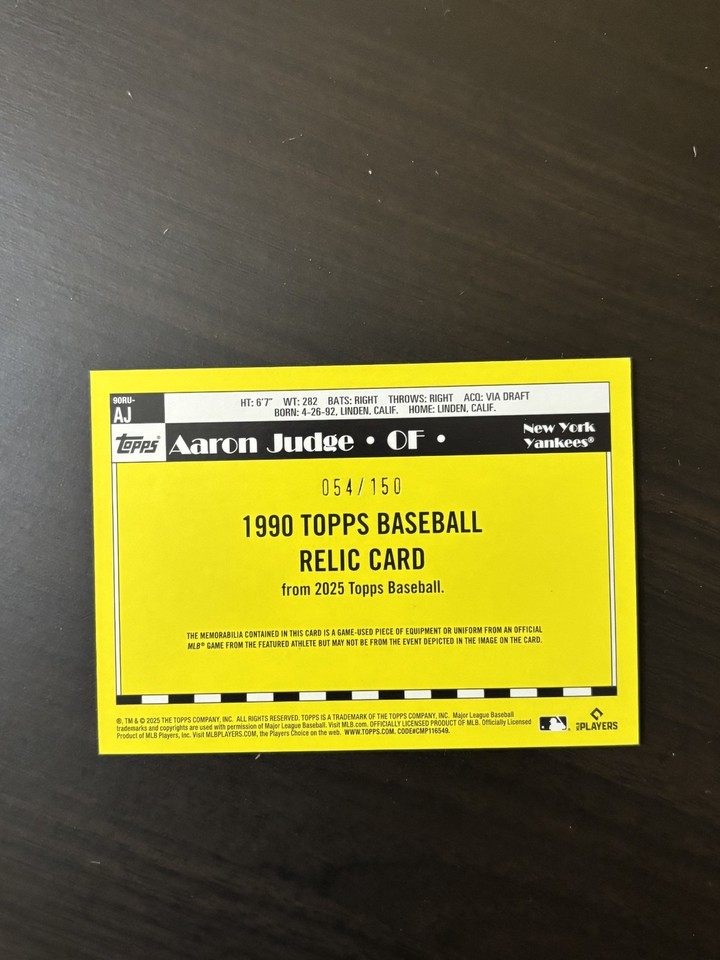 90RU-
AJ
HT: 6'7" WT: 282 BATS: RIGHT THROWS: RIGHT ACQ: VIA DRAFT
BORN: 4-26-92, LINDEN, CALIF. HOME: LINDEN, CALIF.
Topps® Aaron Judge • OF •
New York
Yankees®
054/150
1990 TOPPS BASEBALL
RELIC CARD
from 2025 Topps Baseball.
THE MEMORABILIA CONTAINED IN THIS CARD IS A GAME-USED PIECE OF EQUIPMENT OR UNIFORM FROM AN OFFICIAL
MLB® GAME FROM THE FEATURED ATHLETE BUT MAY NOT BE FROM THE EVENT DEPICTED IN THE IMAGE ON THE CARD.
®, TM & © 2025 THE TOPPS COMPANY, INC. ALL RIGHTS RESERVED. TOPPS IS A TRADEMARK OF THE TOPPS COMPANY, INC. Major League Baseball
trademarks and copyrights are used with permission of Major League Baseball. Visit MLB.com. OFFICIALLY LICENSED PRODUCT OF MLB. Officially Licensed
Product of MLB Players, Inc. Visit MLBPLAYERS.COM, the Players Choice on the web. WWW.TOPPS.COM. CODE#CMP116549.
MLB PLAYERS